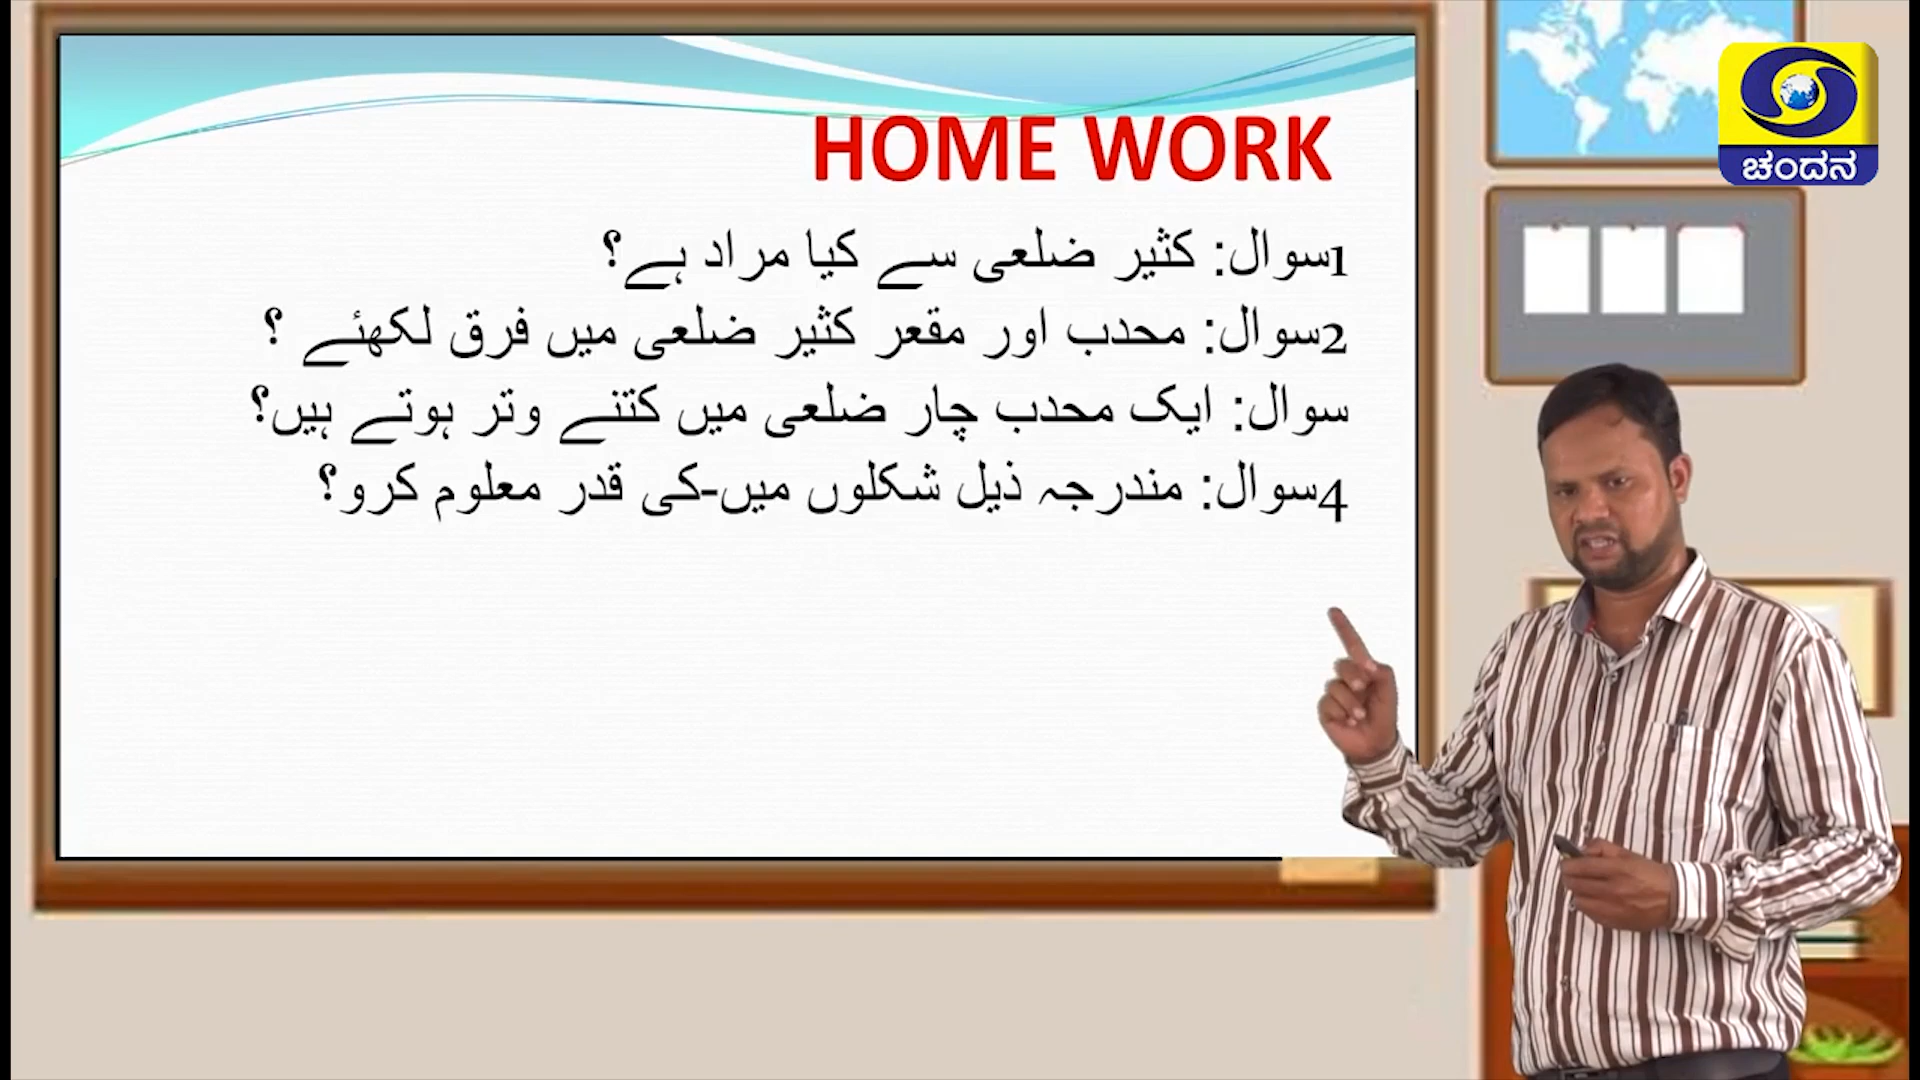 HOME WORK
1سوال: کثیر ضلعی سے کیا مراد ہے؟
2سوال: محدب اور مقعر کثیر ضلعی میں فرق لکھئے ؟
سوال: ایک محدب چار ضلعی میں کتنے وتر ہوتے ہیں؟
4سوال: مندرجہ ذیل شکلوں میں-کی قدر معلوم کرو؟
ಚಂದನ